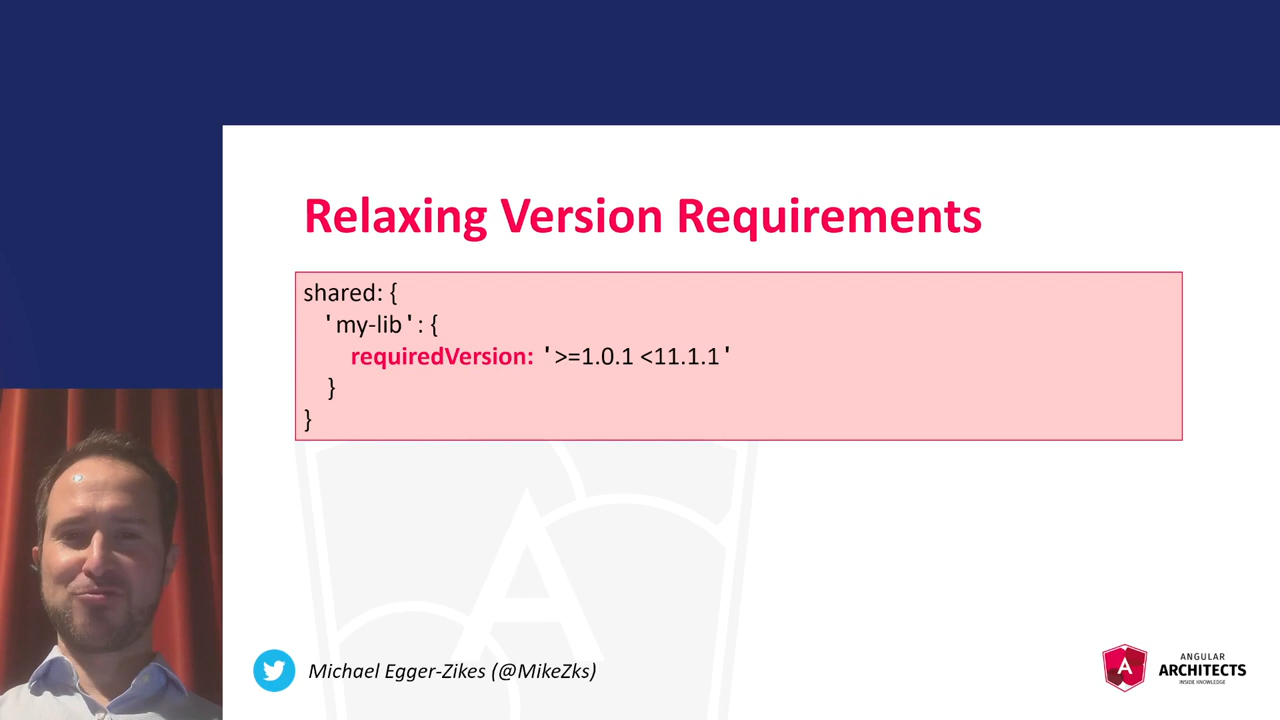 Relaxing Version Requirements
shared: {
'my-lib': {
requiredVersion: '>=1.0.1 <11.1.1'
}
}
Michael Egger-Zikes (@MikeZks)
A
ANGULAR
ARCHITECTS
INSIDE KNOWLEDGE